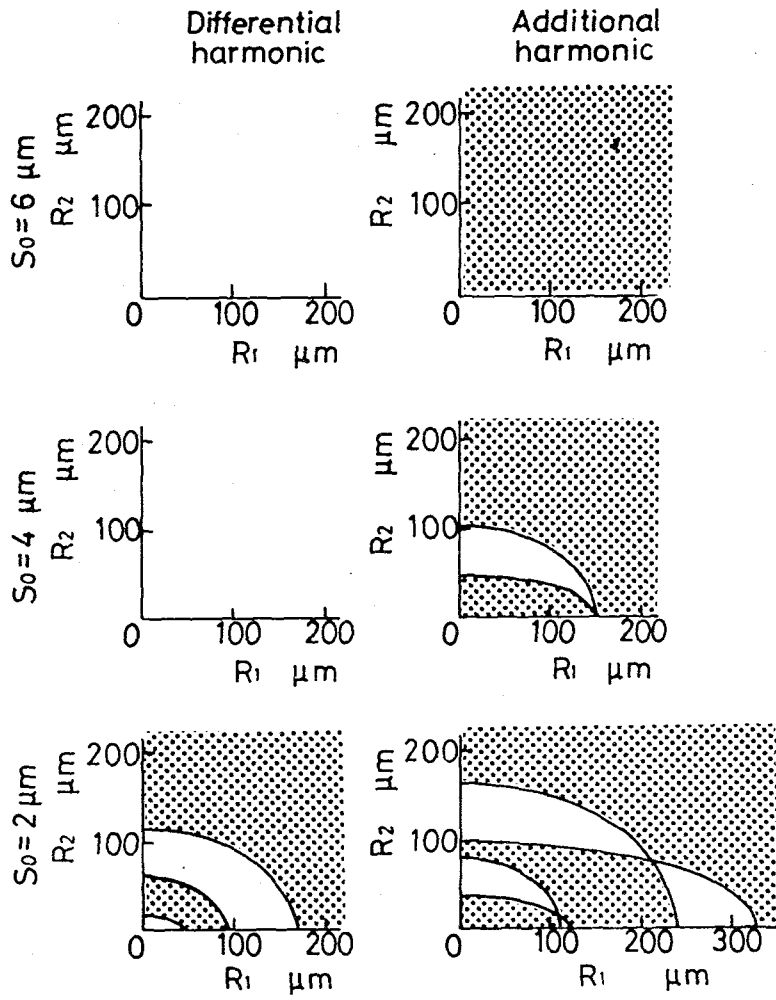 Differential
harmonic
Additional
harmonic
S₀ = 6 μm
R₂ μm
200
100
0
100
200
R₁ μm
R₂ μm
200
100
0
100
200
R₁ μm
S₀ = 4 μm
R₂ μm
200
100
0
100
200
R₁ μm
R₂ μm
200
100
0
100
200
R₁ μm
S₀ = 2 μm
R₂ μm
200
100
0
100
200
R₁ μm
R₂ μm
200
100
0
100
200
300
R₁ μm